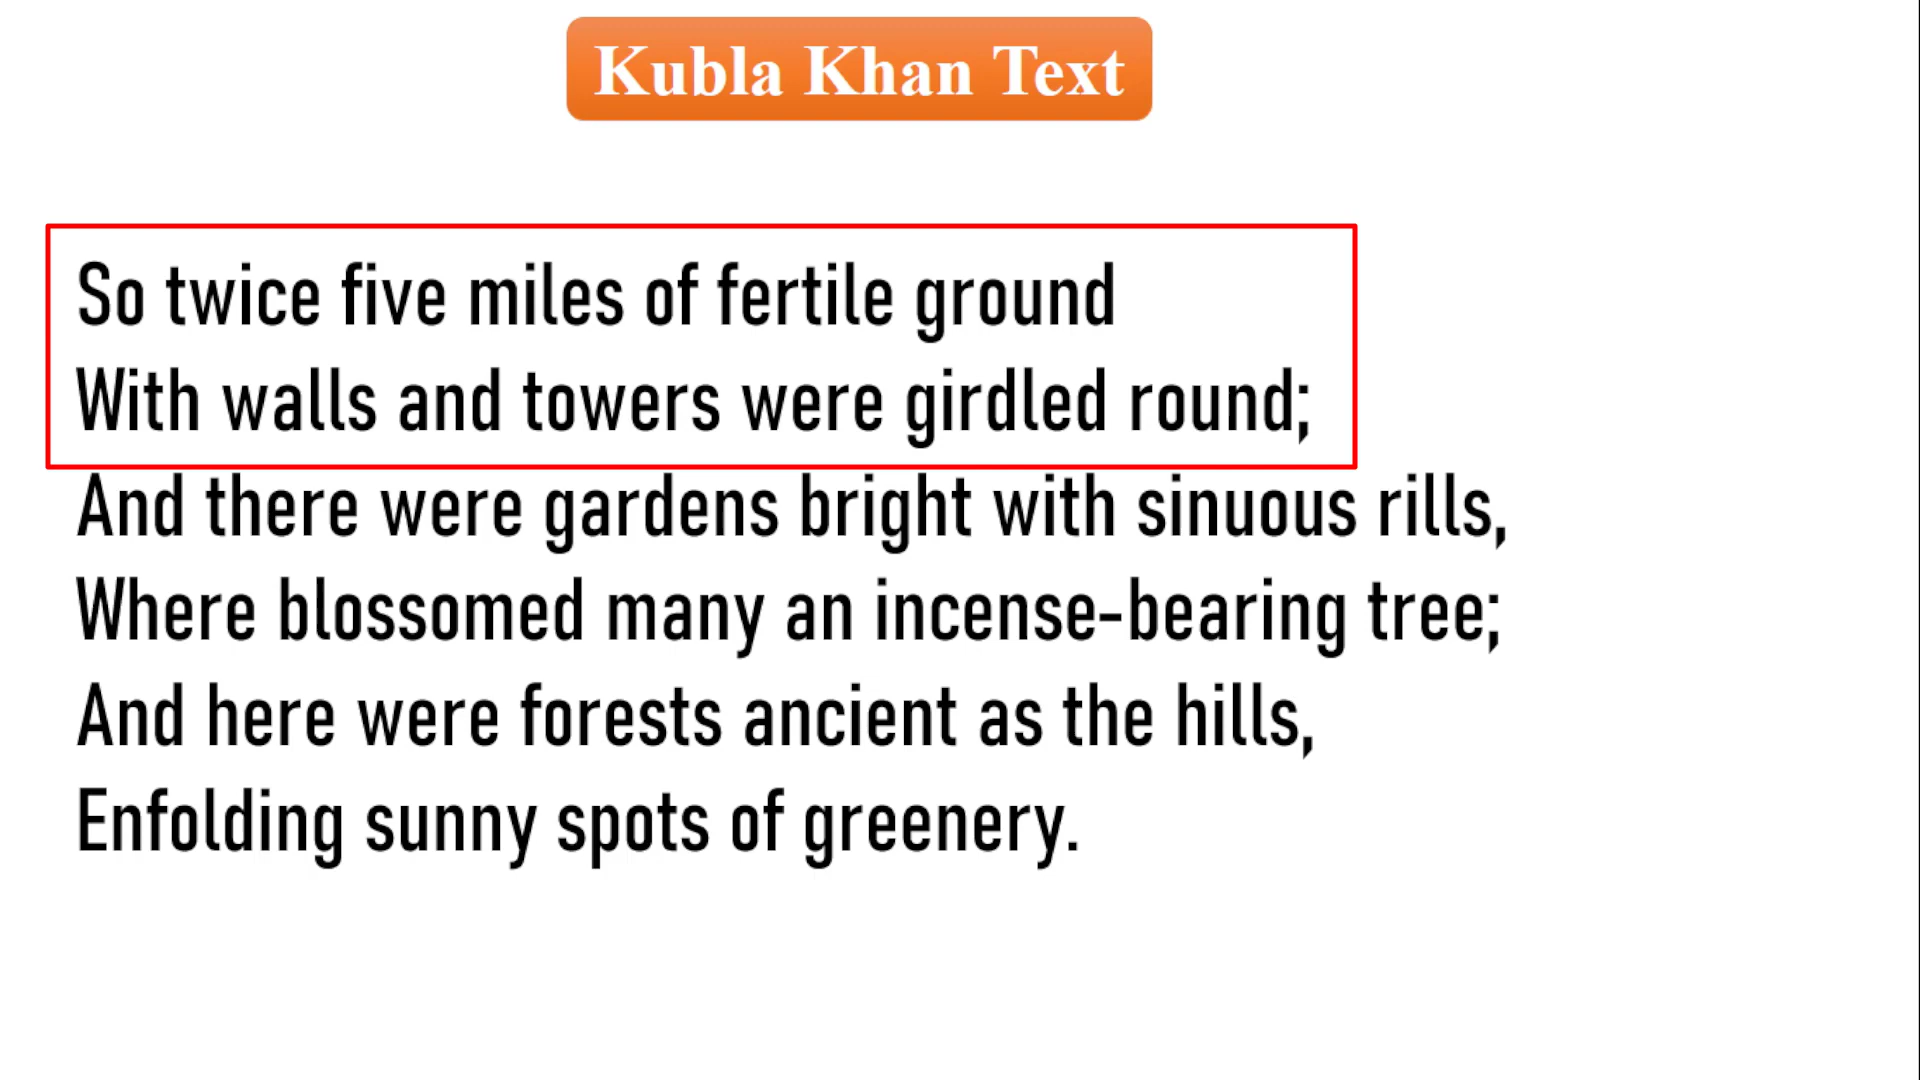 Kubla Khan Text
So twice five miles of fertile ground
With walls and towers were girdled round;
And there were gardens bright with sinuous rills,
Where blossomed many an incense-bearing tree;
And here were forests ancient as the hills,
Enfolding sunny spots of greenery.